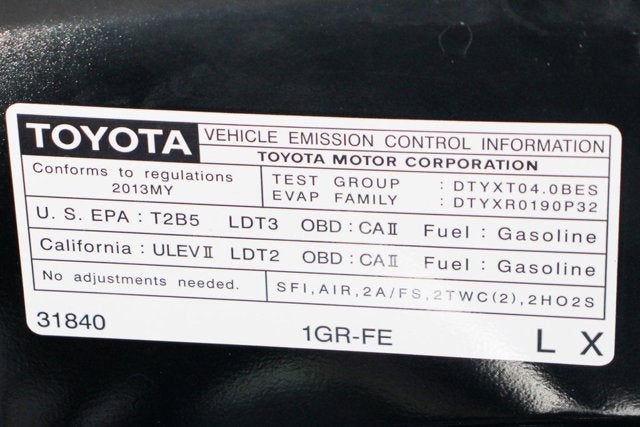 TOYOTA VEHICLE EMISSION CONTROL INFORMATION
TOYOTA MOTOR CORPORATION
Conforms to regulations
2013MY
TEST GROUP : DTYXT04.0BES
EVAP FAMILY : DTYXR0190P32
U. S. EPA : T2B5 LDT3 OBD : CAⅡ Fuel : Gasoline
California : ULEVⅡ LDT2 OBD : CAⅡ Fuel : Gasoline
No adjustments needed.
SFI,AIR,2A/FS,2TWC(2),2HO2S
31840 1GR-FE L X